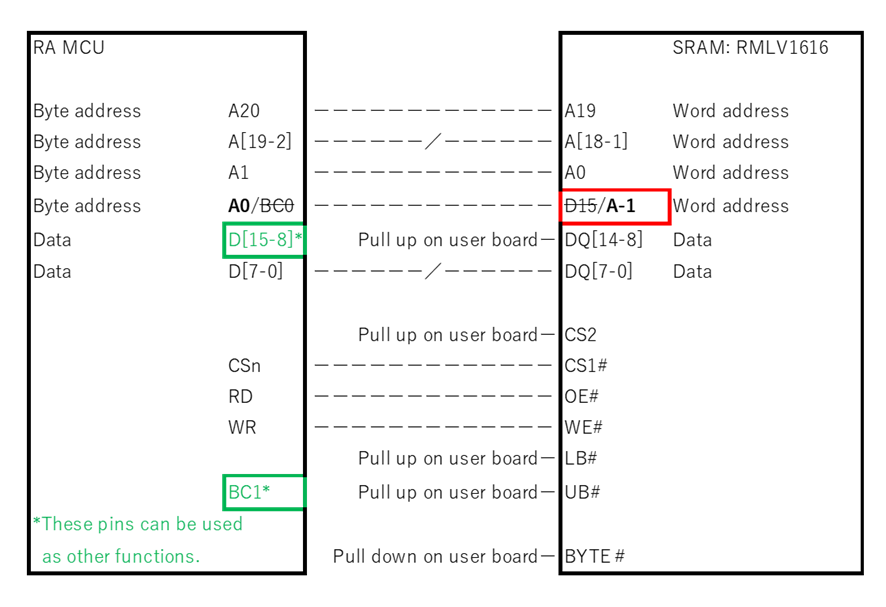 RA MCU SRAM: RMLV1616
Byte address A20 A19 Word address
Byte address A[19-2] A[18-1] Word address
Byte address A1 A0 Word address
Byte address A0/BC0 D15/A-1 Word address
Data D[15-8]* Pull up on user board DQ[14-8] Data
Data D[7-0] DQ[7-0] Data
Pull up on user board CS2
CSn CS1#
RD OE#
WR WE#
Pull up on user board LB#
BC1* Pull up on user board UB#
*These pins can be used
as other functions. Pull down on user board BYTE#